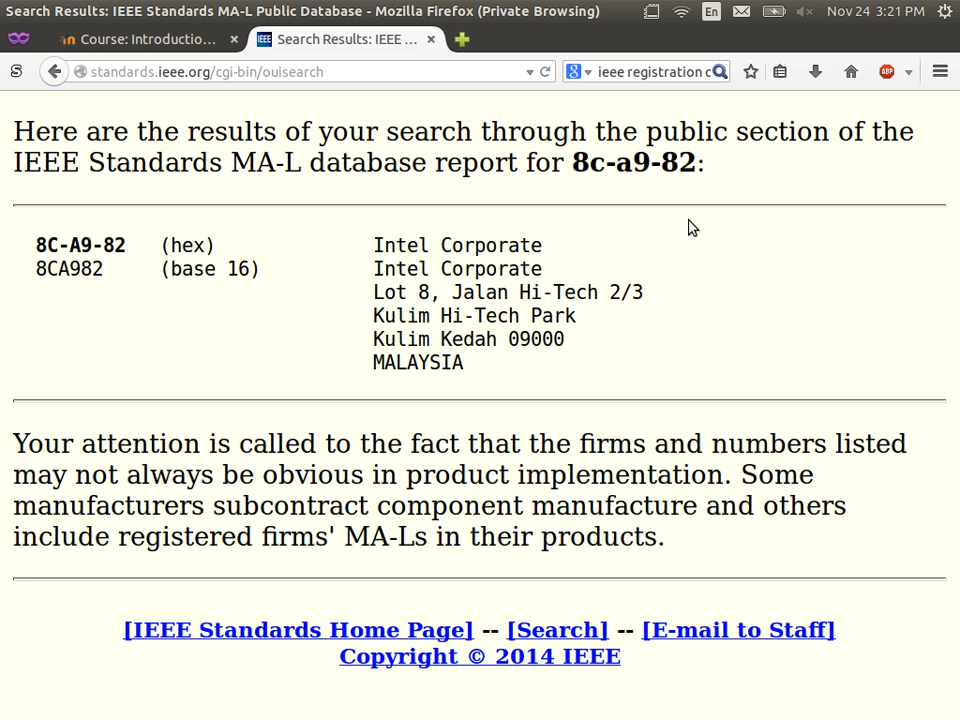 Search Results: IEEE Standards MA-L Public Database - Mozilla Firefox (Private Browsing) En Nov 24 3:21 PM
Course: Introductio... × IEEE Search Results: IEEE ... ×
S standards.ieee.org/cgi-bin/ouisearch 8 ieee registration c ABP
Here are the results of your search through the public section of the
IEEE Standards MA-L database report for 8c-a9-82:
8C-A9-82 (hex) Intel Corporate
8CA982 (base 16) Intel Corporate
Lot 8, Jalan Hi-Tech 2/3
Kulim Hi-Tech Park
Kulim Kedah 09000
MALAYSIA
Your attention is called to the fact that the firms and numbers listed
may not always be obvious in product implementation. Some
manufacturers subcontract component manufacture and others
include registered firms' MA-Ls in their products.
[IEEE Standards Home Page] -- [Search] -- [E-mail to Staff]
Copyright © 2014 IEEE